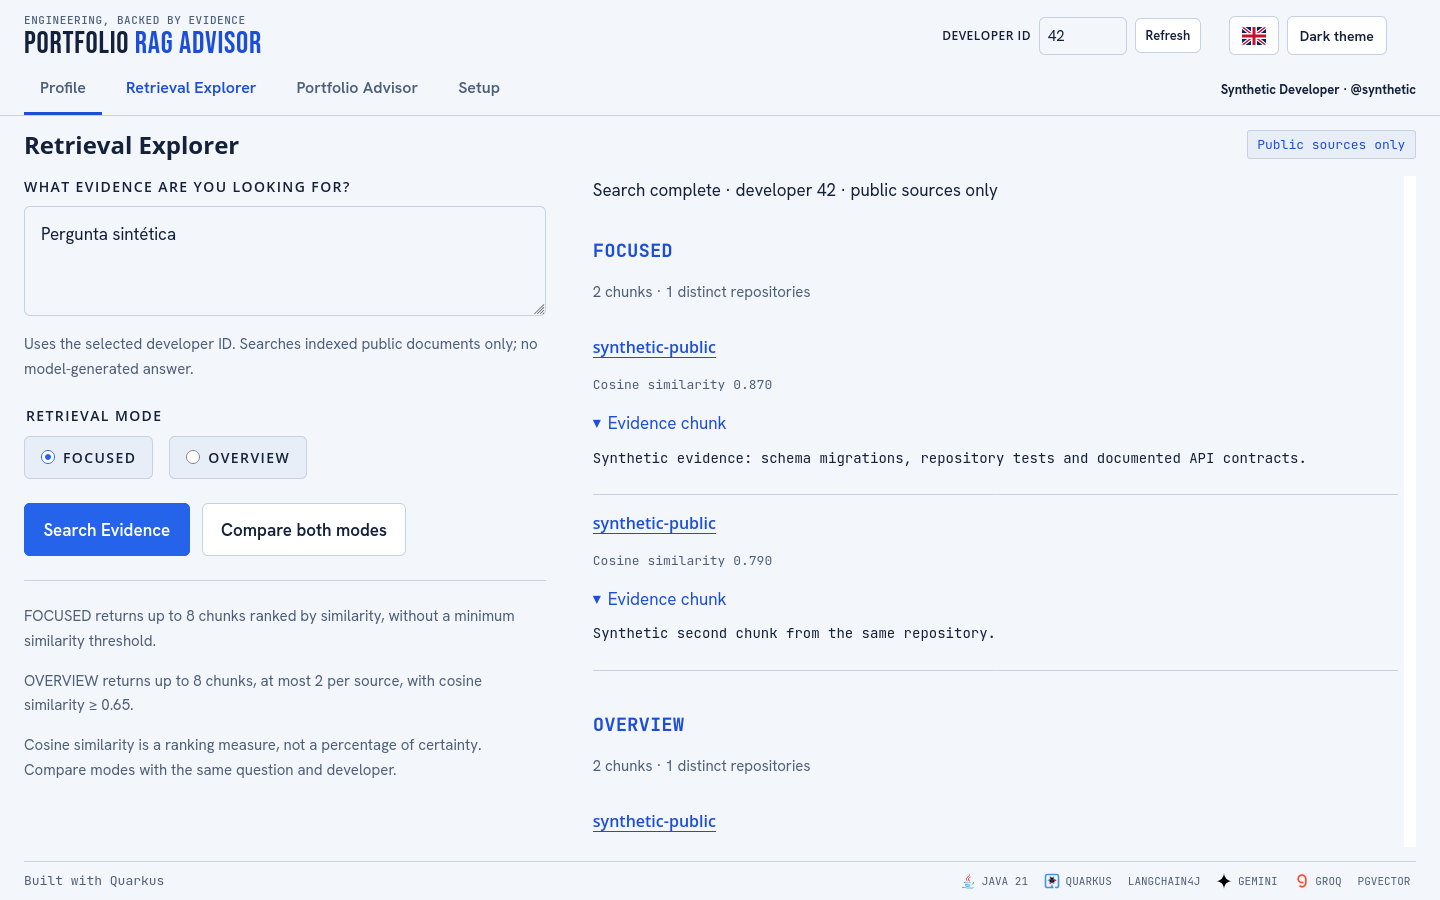 ENGINEERING, BACKED BY EVIDENCE
PORTFOLIO RAG ADVISOR
DEVELOPER ID
42
Refresh
Dark theme
Profile
Retrieval Explorer
Portfolio Advisor
Setup
Synthetic Developer · @synthetic
Retrieval Explorer
Public sources only
WHAT EVIDENCE ARE YOU LOOKING FOR?
Pergunta sintética
Uses the selected developer ID. Searches indexed public documents only; no
model-generated answer.
RETRIEVAL MODE
FOCUSED
OVERVIEW
Search Evidence
Compare both modes
FOCUSED returns up to 8 chunks ranked by similarity, without a minimum
similarity threshold.
OVERVIEW returns up to 8 chunks, at most 2 per source, with cosine
similarity ≥ 0.65.
Cosine similarity is a ranking measure, not a percentage of certainty.
Compare modes with the same question and developer.
Search complete · developer 42 · public sources only
FOCUSED
2 chunks · 1 distinct repositories
synthetic-public
Cosine similarity 0.870
▾ Evidence chunk
Synthetic evidence: schema migrations, repository tests and documented API contracts.
synthetic-public
Cosine similarity 0.790
▾ Evidence chunk
Synthetic second chunk from the same repository.
OVERVIEW
2 chunks · 1 distinct repositories
synthetic-public
Built with Quarkus
JAVA 21
QUARKUS
LANGCHAIN4J
GEMINI
GROQ
PGVECTOR